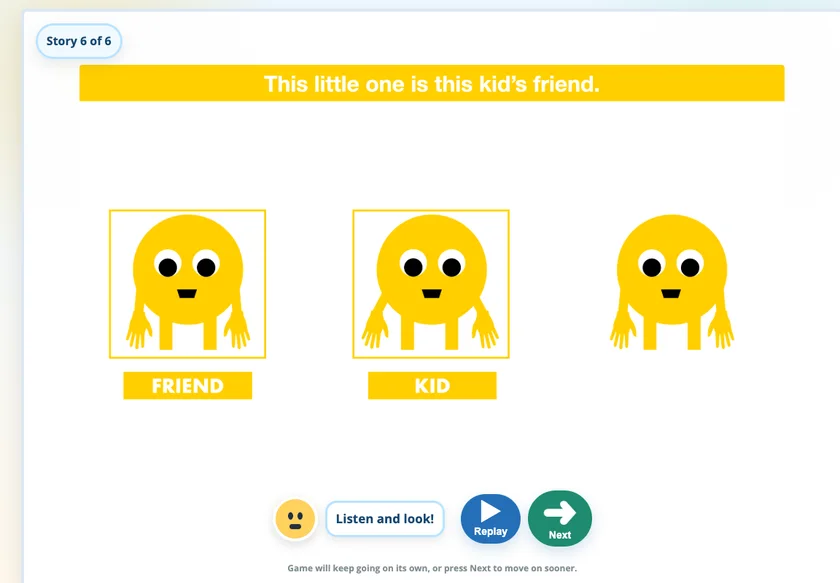 Story 6 of 6
This little one is this kid’s friend.
FRIEND
KID
Listen and look!
Replay
Next
Game will keep going on its own, or press Next to move on sooner.